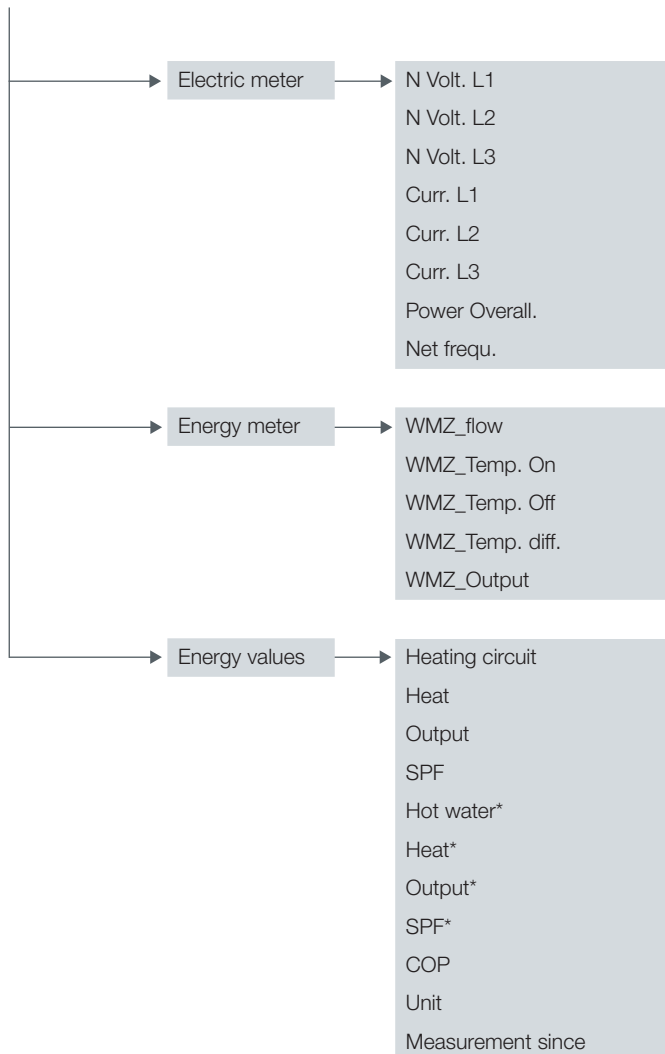 Electric meter
N Volt. L1
N Volt. L2
N Volt. L3
Curr. L1
Curr. L2
Curr. L3
Power Overall.
Net frequ.
Energy meter
WMZ_flow
WMZ_Temp. On
WMZ_Temp. Off
WMZ_Temp. diff.
WMZ_Output
Energy values
Heating circuit
Heat
Output
SPF
Hot water*
Heat*
Output*
SPF*
COP
Unit
Measurement since